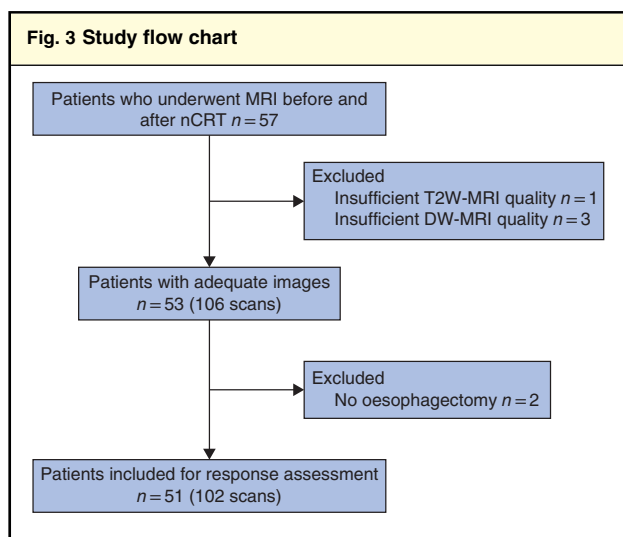 Fig. 3 Study flow chart
Patients who underwent MRI before and
after nCRT n = 57
Excluded
Insufficient T2W-MRI quality n = 1
Insufficient DW-MRI quality n = 3
Patients with adequate images
n = 53 (106 scans)
Excluded
No oesophagectomy n = 2
Patients included for response assessment
n = 51 (102 scans)